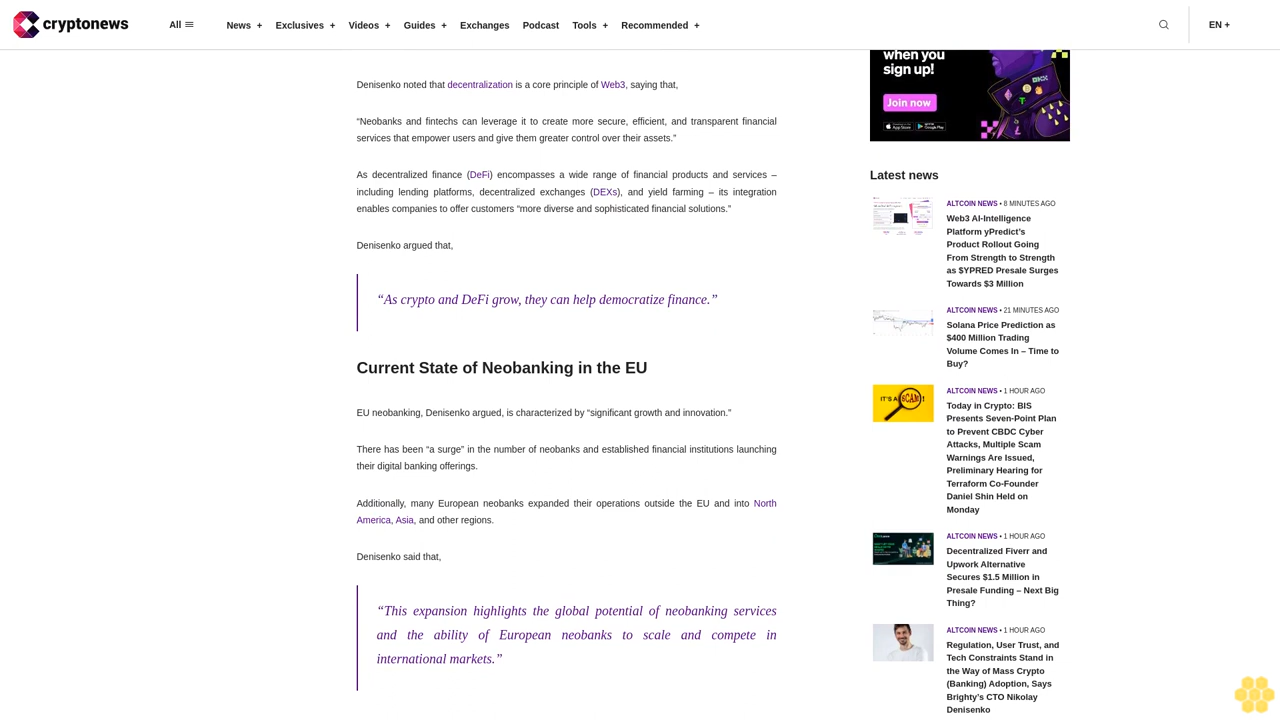 cryptonews
All
News +
Exclusives +
Videos +
Guides +
Exchanges
Podcast
Tools +
Recommended +
EN +
Denisenko noted that decentralization is a core principle of Web3, saying that,
“Neobanks and fintechs can leverage it to create more secure, efficient, and transparent financial
services that empower users and give them greater control over their assets.”
As decentralized finance (DeFi) encompasses a wide range of financial products and services –
including lending platforms, decentralized exchanges (DEXs), and yield farming – its integration
enables companies to offer customers “more diverse and sophisticated financial solutions.”
Denisenko argued that,
“As crypto and DeFi grow, they can help democratize finance.”
Current State of Neobanking in the EU
EU neobanking, Denisenko argued, is characterized by “significant growth and innovation.”
There has been “a surge” in the number of neobanks and established financial institutions launching
their digital banking offerings.
Additionally, many European neobanks expanded their operations outside the EU and into North
America, Asia, and other regions.
Denisenko said that,
“This expansion highlights the global potential of neobanking services
and the ability of European neobanks to scale and compete in
international markets.”
when you
sign up!
Join now
App Store
Google Play
Latest news
ALTCOIN NEWS • 8 MINUTES AGO
Web3 AI-Intelligence
Platform yPredict’s
Product Rollout Going
From Strength to Strength
as $YPRED Presale Surges
Towards $3 Million
ALTCOIN NEWS • 21 MINUTES AGO
Solana Price Prediction as
$400 Million Trading
Volume Comes In – Time to
Buy?
IT'S A SCAM!
ALTCOIN NEWS • 1 HOUR AGO
Today in Crypto: BIS
Presents Seven-Point Plan
to Prevent CBDC Cyber
Attacks, Multiple Scam
Warnings Are Issued,
Preliminary Hearing for
Terraform Co-Founder
Daniel Shin Held on
Monday
ALTCOIN NEWS • 1 HOUR AGO
Decentralized Fiverr and
Upwork Alternative
Secures $1.5 Million in
Presale Funding – Next Big
Thing?
ALTCOIN NEWS • 1 HOUR AGO
Regulation, User Trust, and
Tech Constraints Stand in
the Way of Mass Crypto
(Banking) Adoption, Says
Brighty’s CTO Nikolay
Denisenko